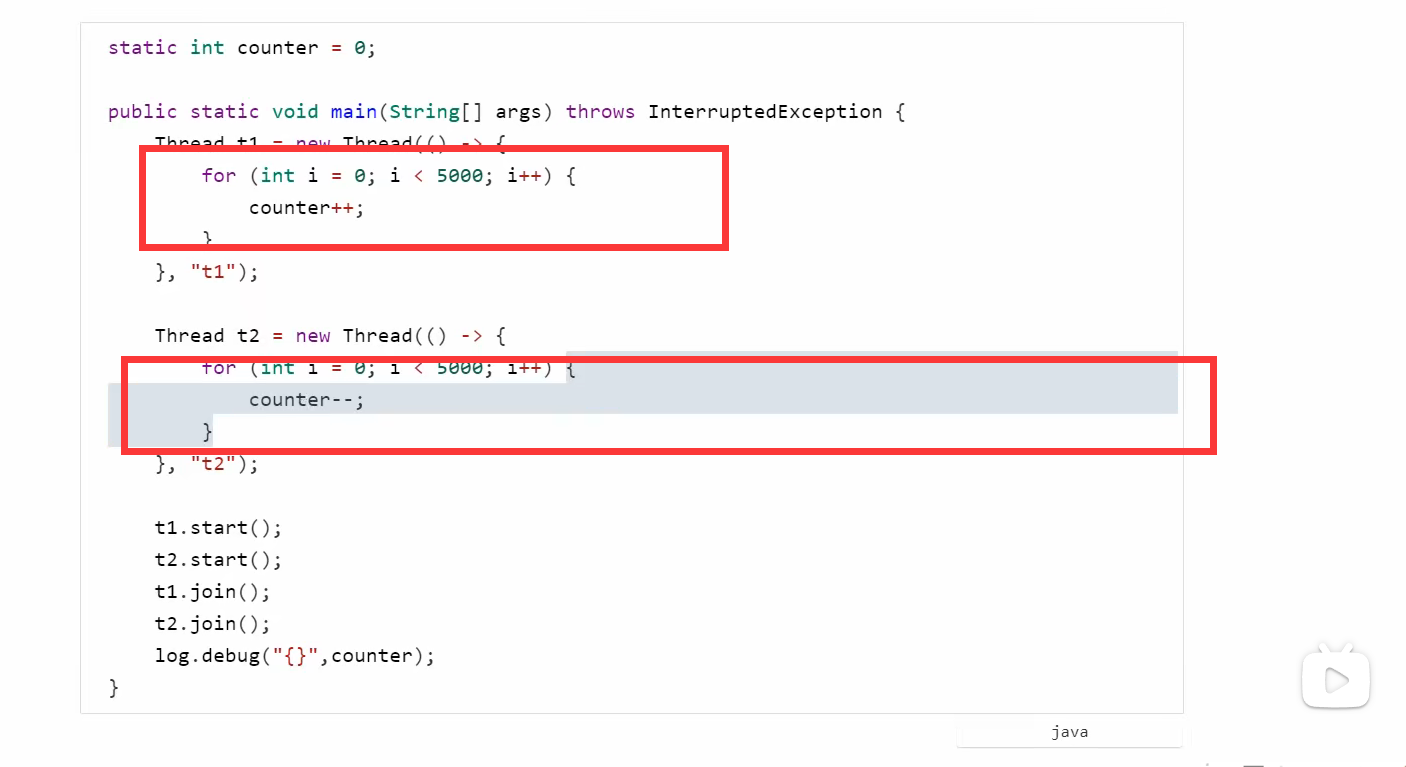 static int counter = 0;
public static void main(String[] args) throws InterruptedException {
Thread t1 = new Thread(() -> {
for (int i = 0; i < 5000; i++) {
counter++;
}
}, "t1");
Thread t2 = new Thread(() -> {
for (int i = 0; i < 5000; i++) {
counter--;
}
}, "t2");
t1.start();
t2.start();
t1.join();
t2.join();
log.debug("{}",counter);
}
java